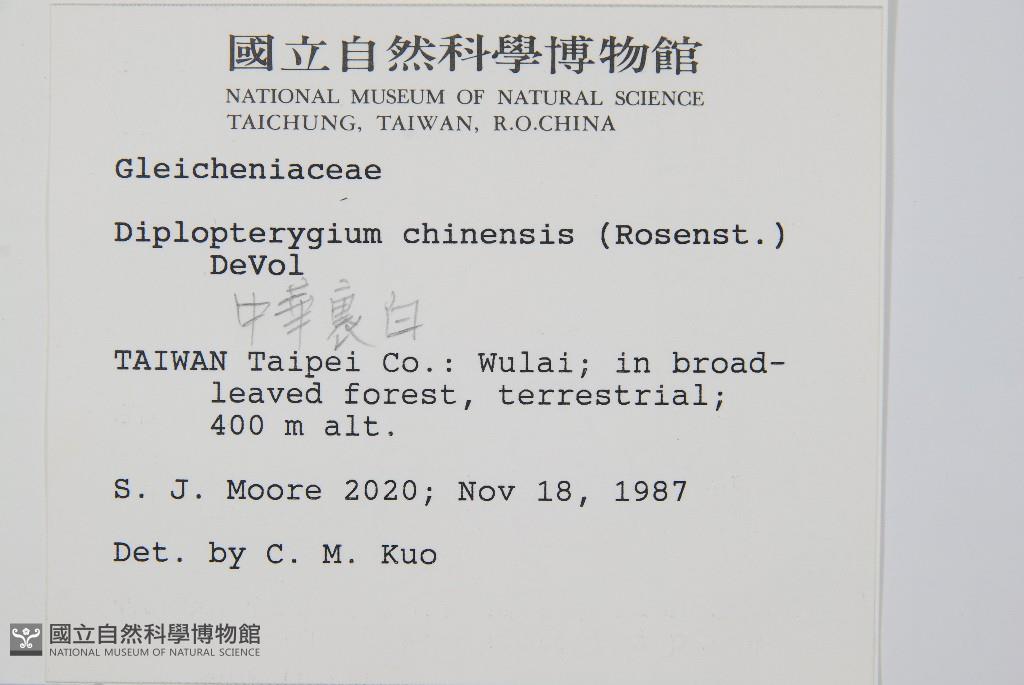 國立自然科學博物館
NATIONAL MUSEUM OF NATURAL SCIENCE
TAICHUNG, TAIWAN, R.O.CHINA
Gleicheniaceae
Diplopterygium chinensis (Rosenst.)
DeVol
中華裏白
TAIWAN Taipei Co.: Wulai; in broad-
leaved forest, terrestrial;
400 m alt.
S. J. Moore 2020; Nov 18, 1987
Det. by C. M. Kuo
國立自然科學博物館
NATIONAL MUSEUM OF NATURAL SCIENCE